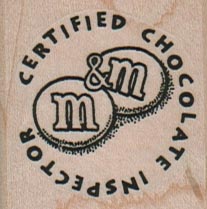 CERTIFIED CHOCOLATE INSPECTOR
m&m